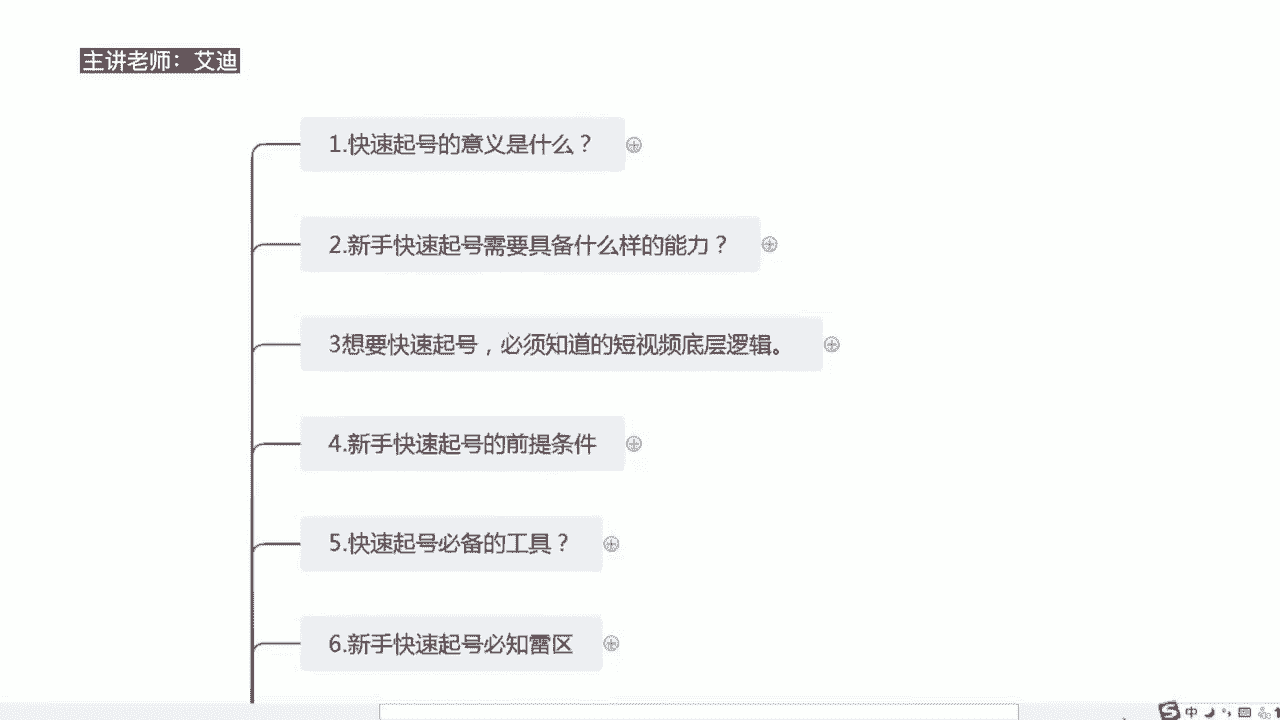 主讲老师：艾迪
1.快速起号的意义是什么？
2.新手快速起号需要具备什么样的能力？
3想要快速起号，必须知道的短视频底层逻辑。
4.新手快速起号的前提条件
5.快速起号必备的工具？
6.新手快速起号必知雷区
中